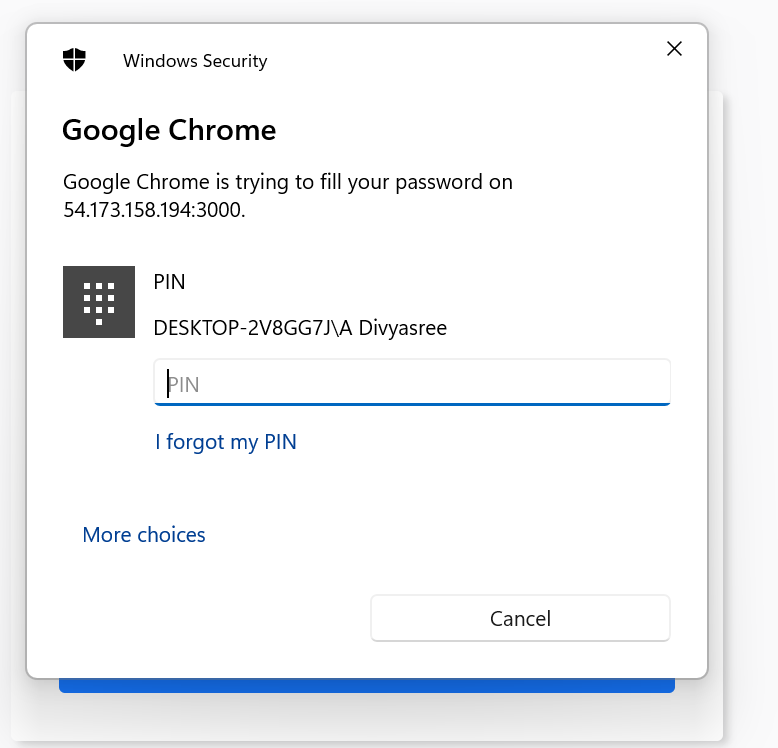 Windows Security
Google Chrome
Google Chrome is trying to fill your password on
54.173.158.194:3000.
PIN
DESKTOP-2V8GG7J\A Divyasree
PIN
I forgot my PIN
More choices
Cancel